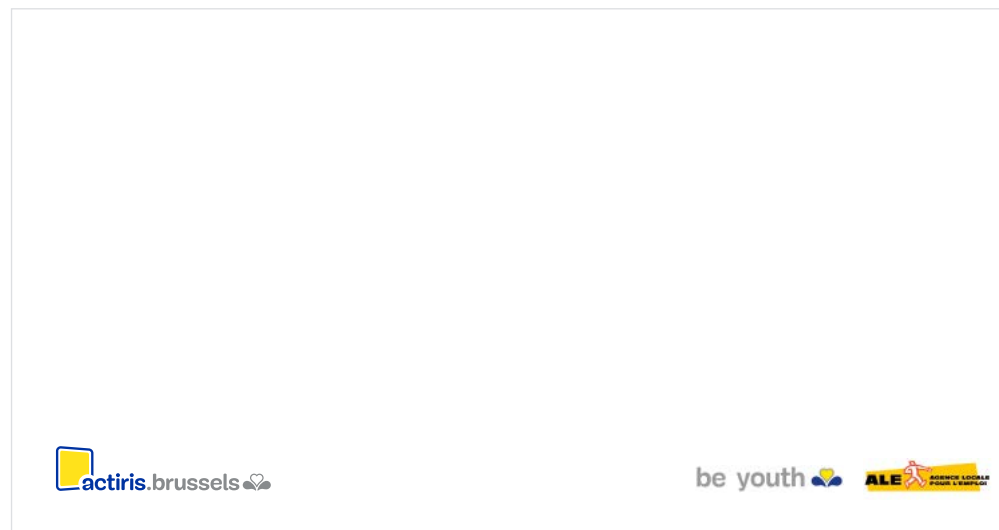 actiris.brussels
be youth
ALE AGENCE LOCALE
POUR L'EMPLOI